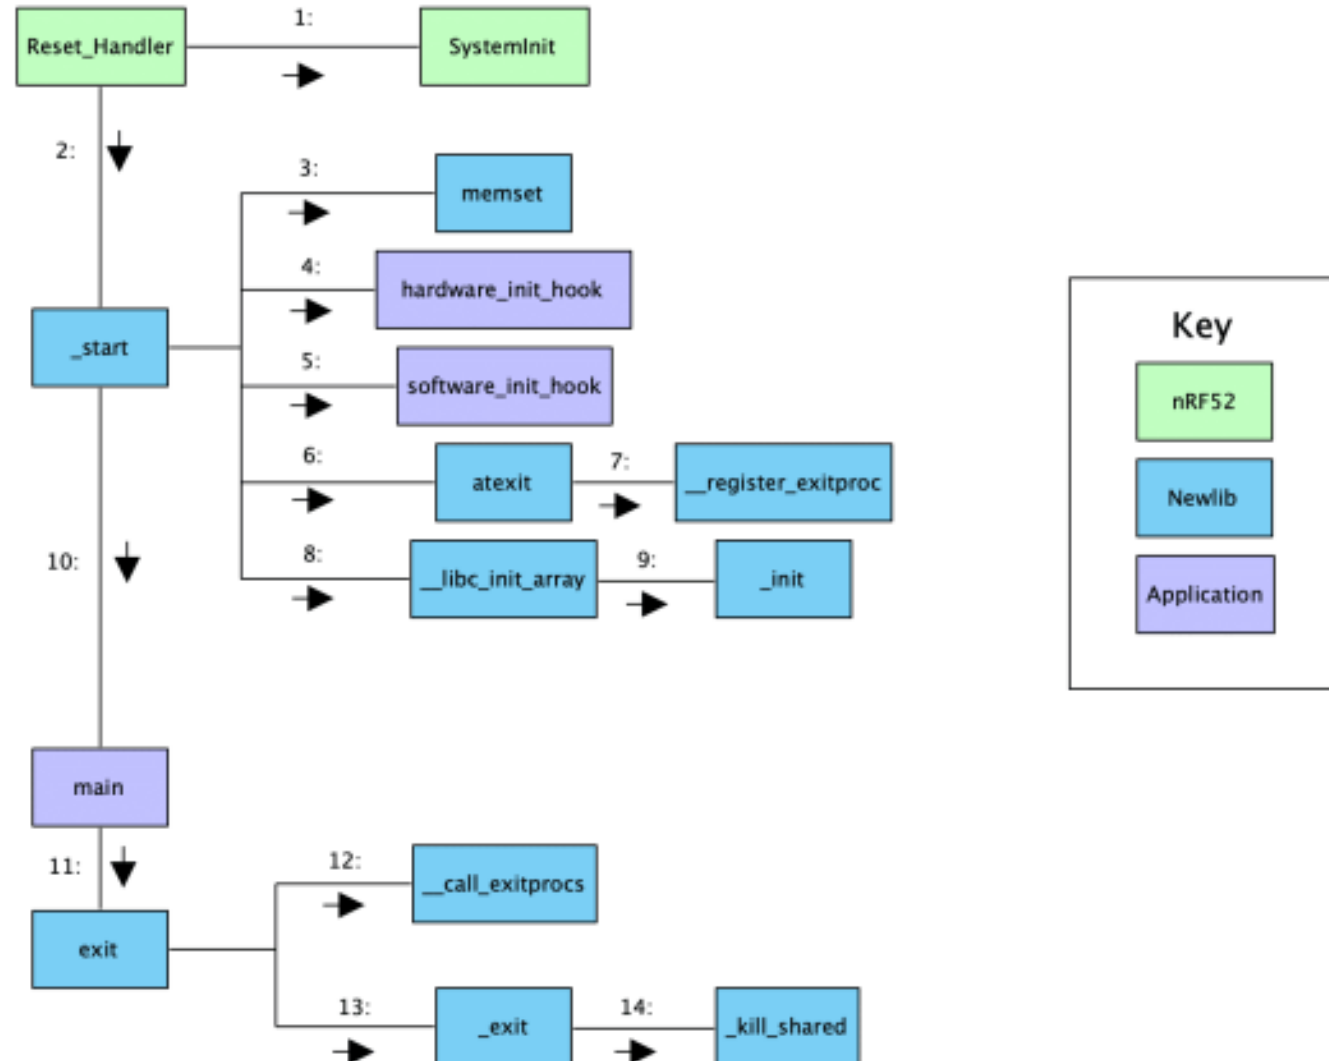 1:
Reset_Handler
SystemInit
2:
3:
memset
4:
hardware_init_hook
_start
5:
software_init_hook
6:
atexit
7:
__register_exitproc
8:
__libc_init_array
9:
_init
10:
main
11:
exit
12:
__call_exitprocs
13:
_exit
14:
_kill_shared
Key
nRF52
Newlib
Application